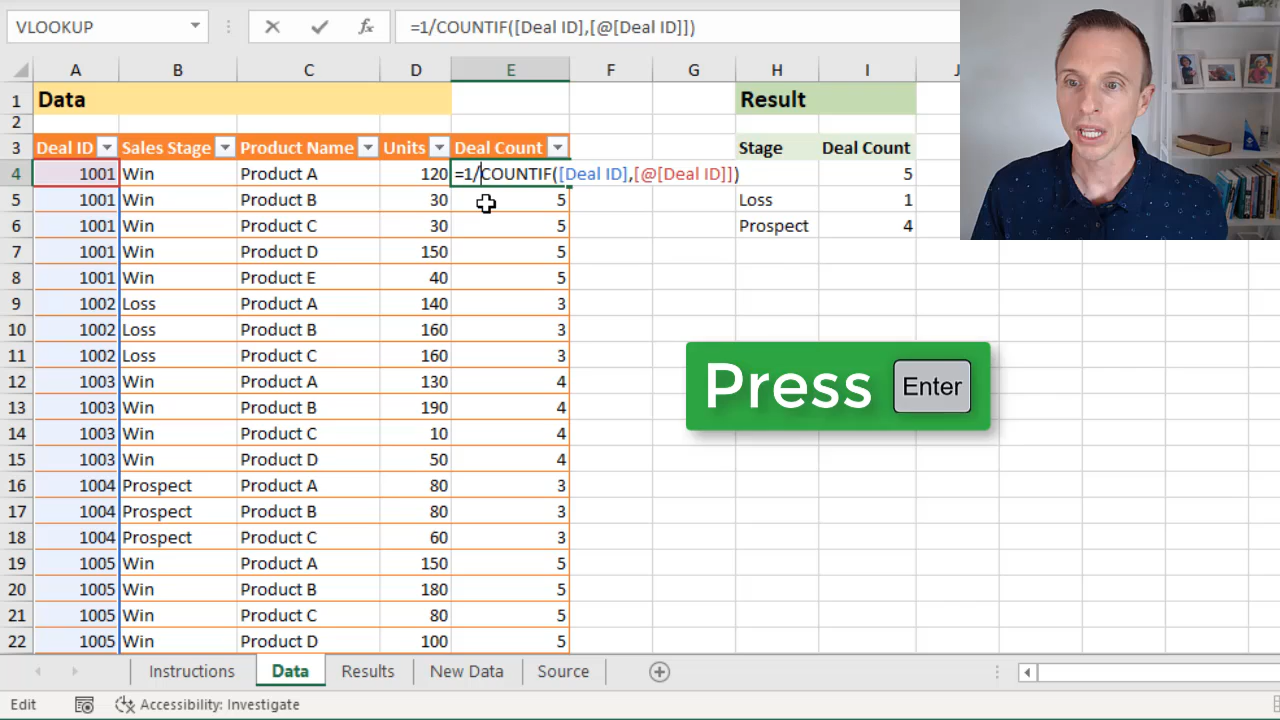 VLOOKUP =1/COUNTIF([Deal ID],[@[Deal ID]])
A B C D E F G H I J
1 Data Result
2
3 Deal ID Sales Stage Product Name Units Deal Count Stage Deal Count
4 1001 Win Product A 120 =1/COUNTIF([Deal ID],[@[Deal ID]]) 5
5 1001 Win Product B 30 5 Loss 1
6 1001 Win Product C 30 5 Prospect 4
7 1001 Win Product D 150 5
8 1001 Win Product E 40 5
9 1002 Loss Product A 140 3
10 1002 Loss Product B 160 3
11 1002 Loss Product C 160 3
12 1003 Win Product A 130 4
13 1003 Win Product B 190 4
14 1003 Win Product C 10 4
15 1003 Win Product D 50 4
16 1004 Prospect Product A 80 3
17 1004 Prospect Product B 80 3
18 1004 Prospect Product C 60 3
19 1005 Win Product A 150 5
20 1005 Win Product B 180 5
21 1005 Win Product C 80 5
22 1005 Win Product D 100 5
Press Enter
Instructions Data Results New Data Source
Edit Accessibility: Investigate